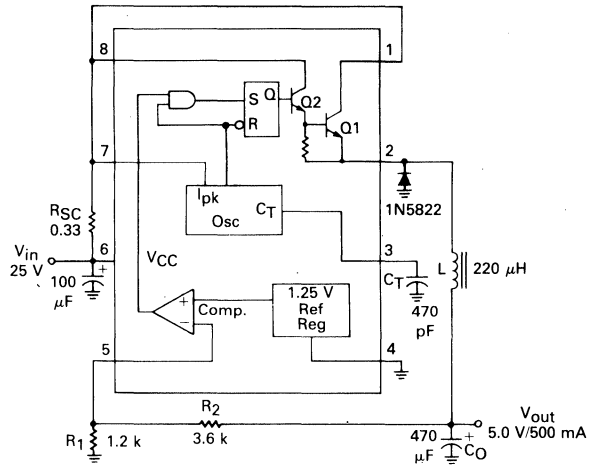 8
1
S Q
Q2
R
Q1
7
2
Ipk
CT
Osc
1N5822
RSC
0.33
6
3
Vin
25 V
VCC
100
μF
+
CT
L
220 μH
470
pF
+
−
Comp.
1.25 V
Ref
Reg
5
4
R2
3.6 k
R1
1.2 k
Vout
5.0 V/500 mA
470
μF
+
CO